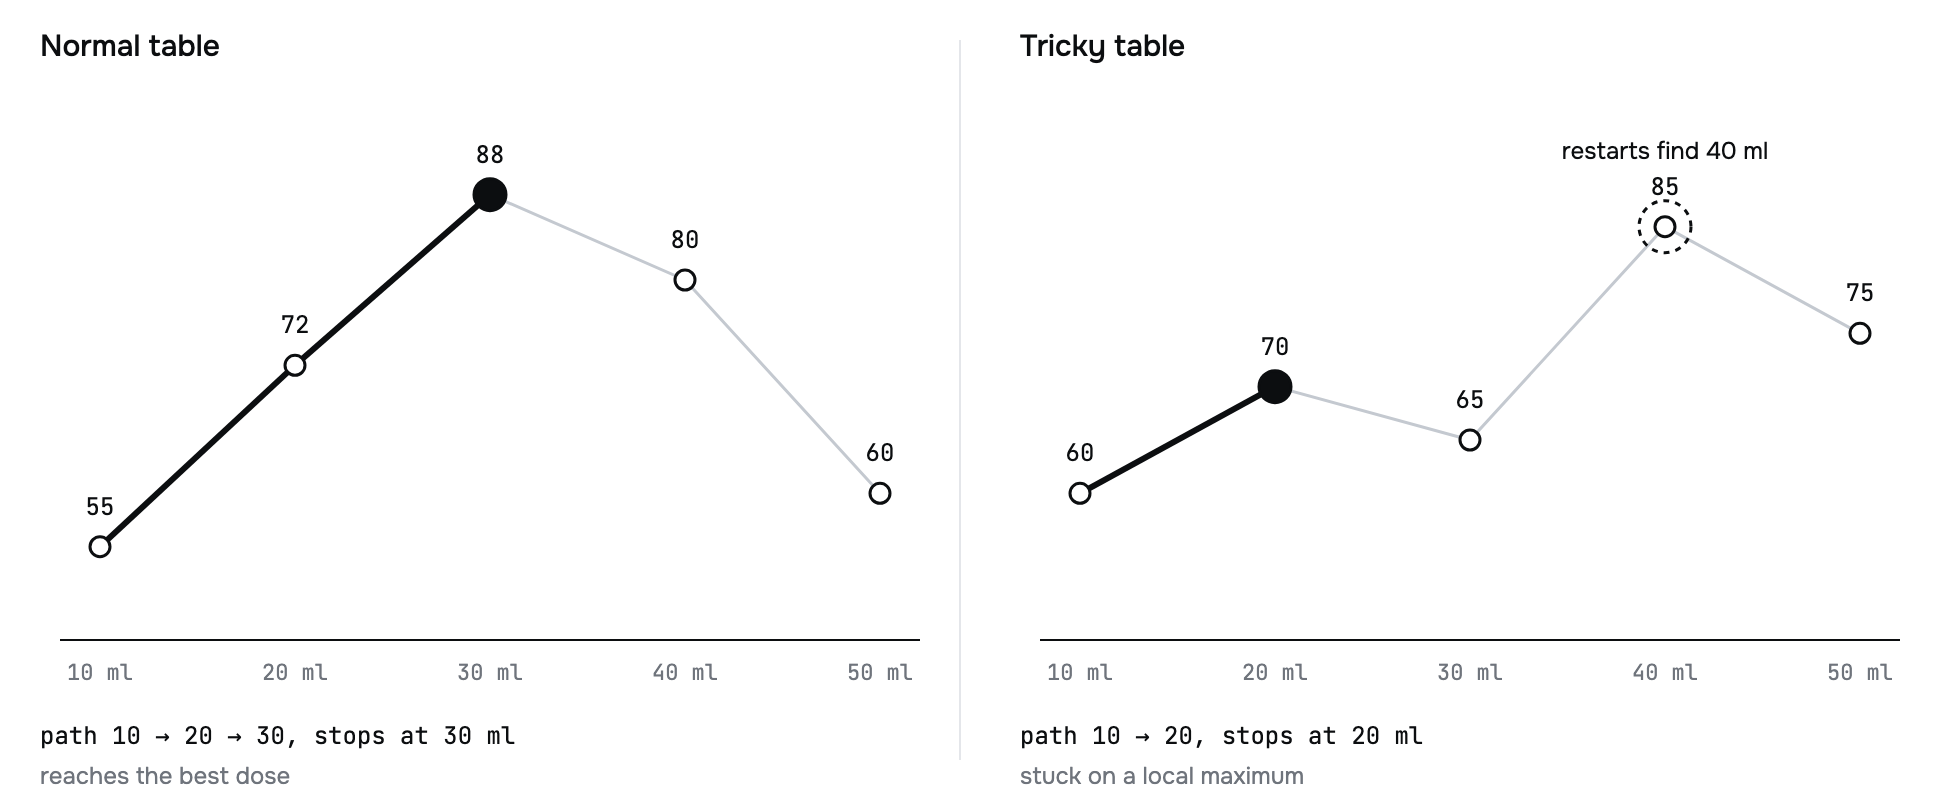 Normal table
88
80
72
60
55
10 ml 20 ml 30 ml 40 ml 50 ml
path 10 → 20 → 30, stops at 30 ml
reaches the best dose
Tricky table
restarts find 40 ml
85
75
70
65
60
10 ml 20 ml 30 ml 40 ml 50 ml
path 10 → 20, stops at 20 ml
stuck on a local maximum